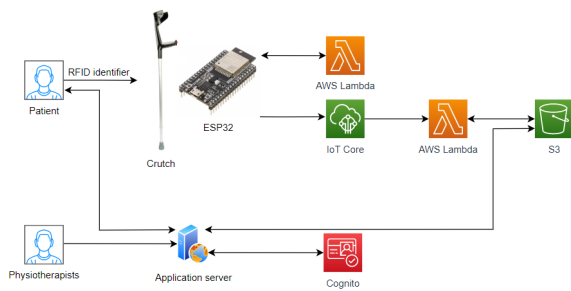 RFID identifier
AWS Lambda
Patient
ESP32
IoT Core
AWS Lambda
S3
Crutch
Physiotherapists
Application server
Cognito